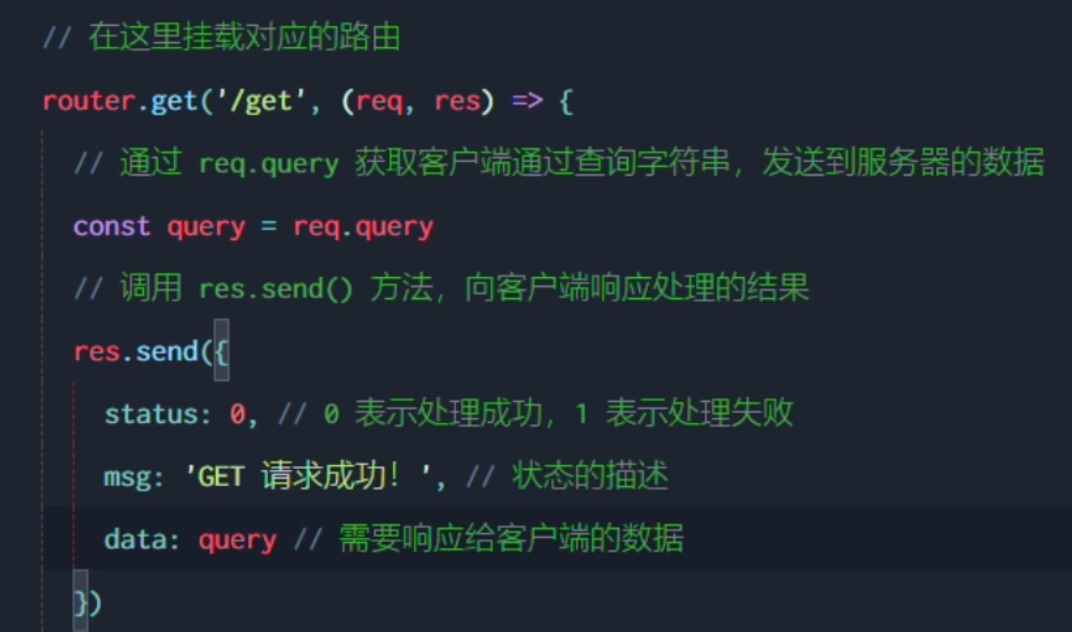 // 在这里挂载对应的路由
router.get('/get', (req, res) => {
// 通过 req.query 获取客户端通过查询字符串，发送到服务器的数据
const query = req.query
// 调用 res.send() 方法，向客户端响应处理的结果
res.send({
status: 0, // 0 表示处理成功，1 表示处理失败
msg: 'GET 请求成功！', // 状态的描述
data: query // 需要响应给客户端的数据
})